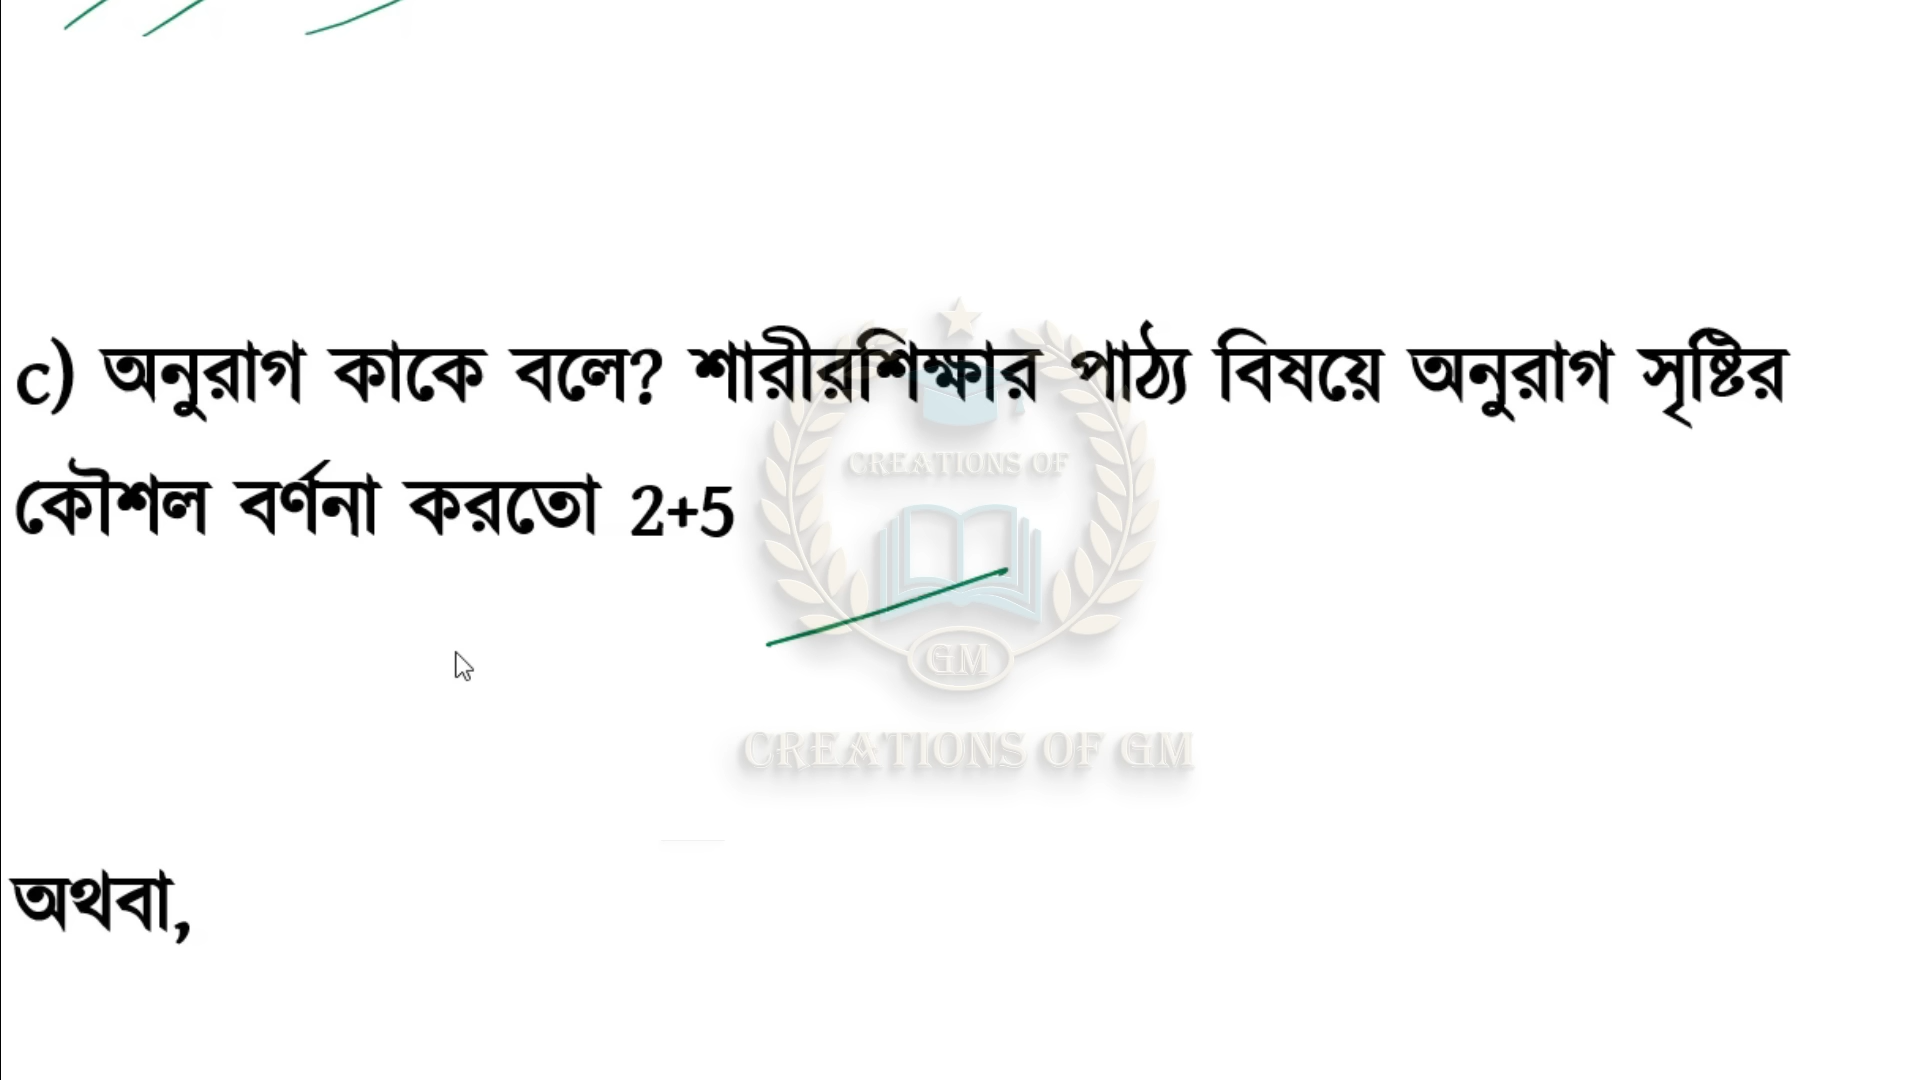 c) অনুরাগ কাকে বলে? শারীরশিক্ষার পাঠ্য বিষয়ে অনুরাগ সৃষ্টির
কৌশল বর্ণনা করতো 2+5
CREATIONS OF
GM
CREATIONS OF GM
অথবা,